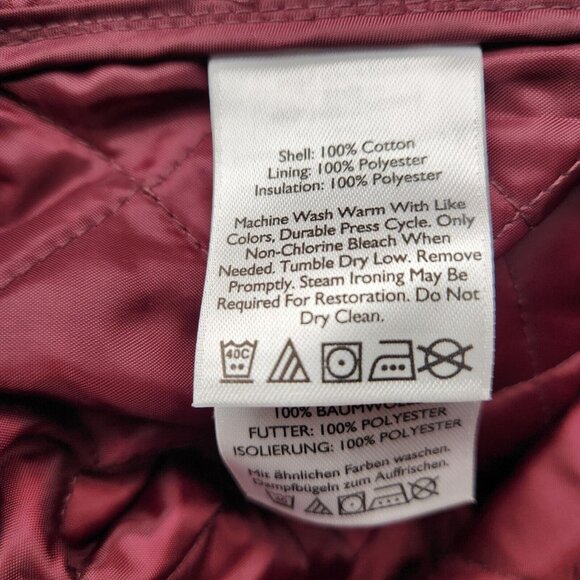 Shell: 100% Cotton
Lining: 100% Polyester
Insulation: 100% Polyester
Machine Wash Warm With Like
Colors, Durable Press Cycle. Only
Non-Chlorine Bleach When
Needed. Tumble Dry Low. Remove
Promptly. Steam Ironing May Be
Required For Restoration. Do Not
Dry Clean.
40C
100% BAUMWOLLE
FUTTER: 100% POLYESTER
ISOLIERUNG: 100% POLYESTER
Mit ähnlichen Farben waschen.
Dampfbügeln zum Auffrischen.